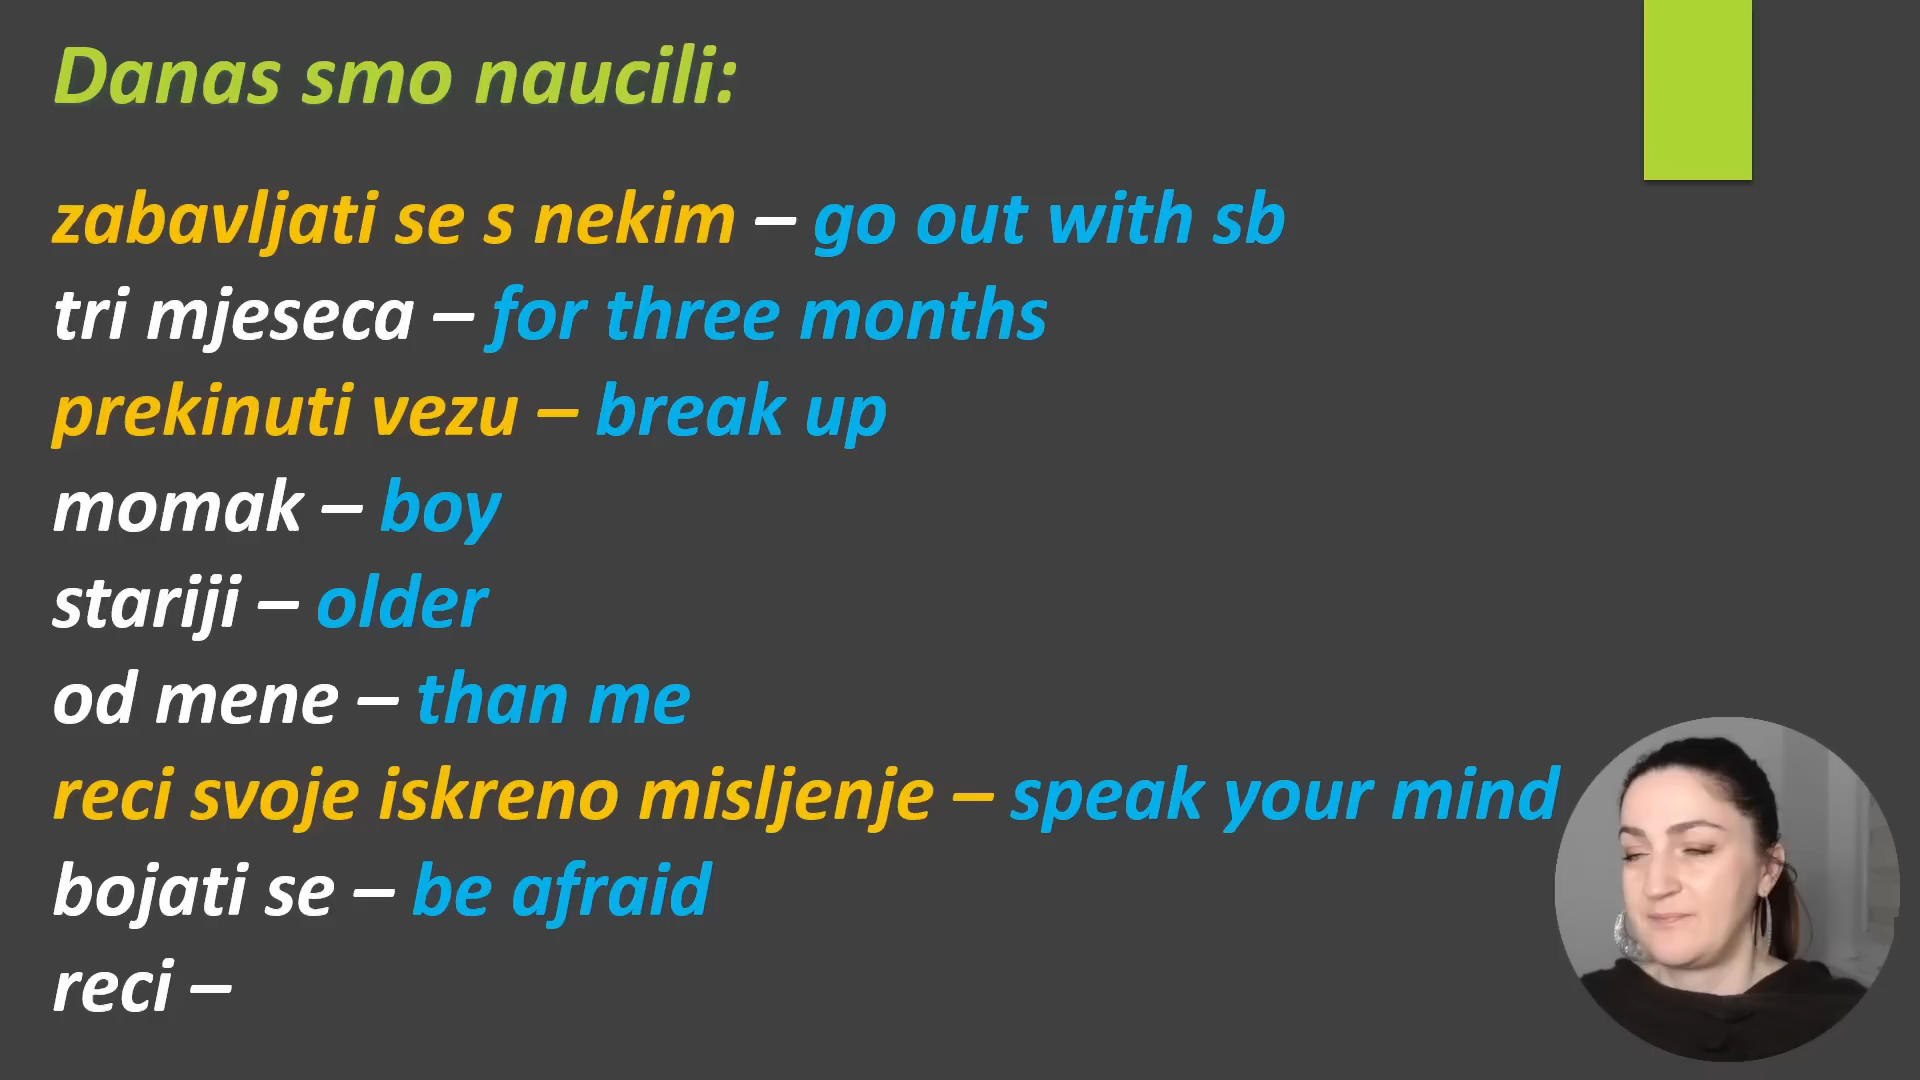 Danas smo naucili:
zabavljati se s nekim – go out with sb
tri mjeseca – for three months
prekinuti vezu – break up
momak – boy
stariji – older
od mene – than me
reci svoje iskreno misljenje – speak your mind
bojati se – be afraid
reci –